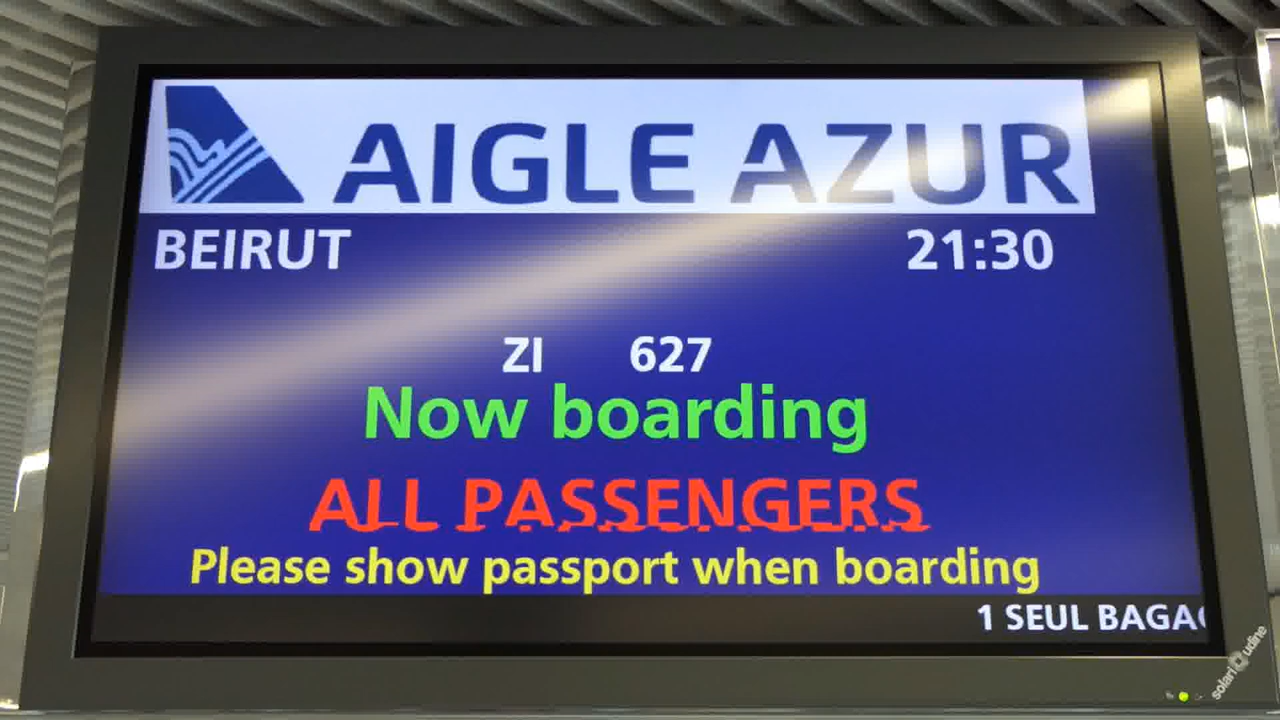 AIGLE AZUR
BEIRUT 21:30
ZI 627
Now boarding
ALL PASSENGERS
Please show passport when boarding
1 SEUL BAGAG
solari udine